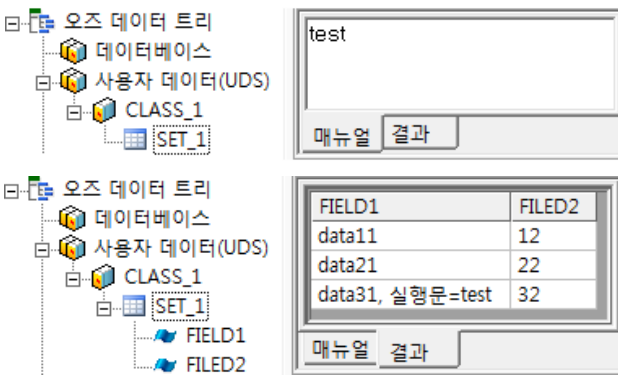 오즈 데이터 트리
데이터베이스
사용자 데이터(UDS)
CLASS_1
SET_1
test
매뉴얼 결과
오즈 데이터 트리
데이터베이스
사용자 데이터(UDS)
CLASS_1
SET_1
FIELD1
FILED2
FIELD1 FILED2
data11 12
data21 22
data31, 실행문=test 32
매뉴얼 결과